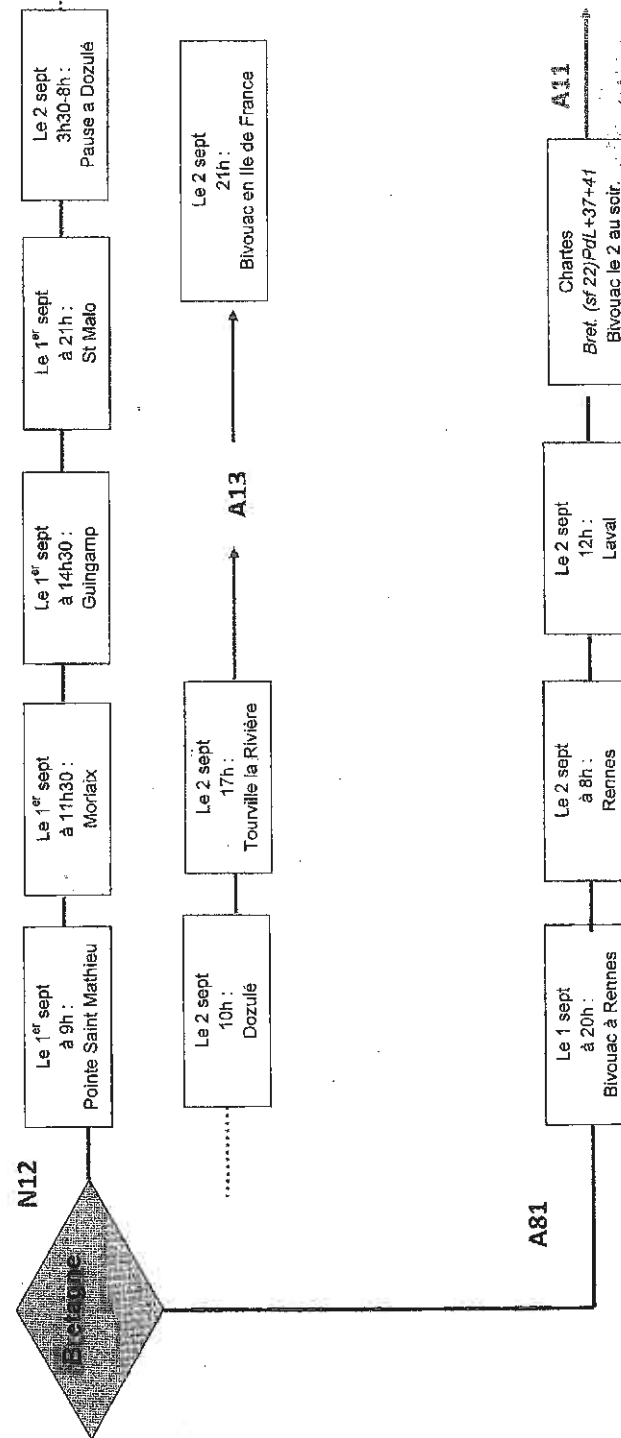 Bretagne
N12
Le 1er sept
à 9h :
Pointe Saint Mathieu
Le 1er sept
à 11h30:
Morlaix
Le 1er sept
à 14h30 :
Guingamp
Le 1er sept
à 21h :
St Malo
Le 2 sept
3h30-8h :
Pause a Dozulé
Le 2 sept
10h :
Dozulé
Le 2 sept
17h :
Tourville la Rivière
A13
Le 2 sept
21h :
Bivouac en Ile de France
A81
Le 1 sept
à 20h :
Bivouac à Rennes
Le 2 sept
à 8h :
Rennes
Le 2 sept
12h :
Laval
Chartes
Bret. (sf 22)PdL+37+41
Bivouac le 2 au soir.
A11